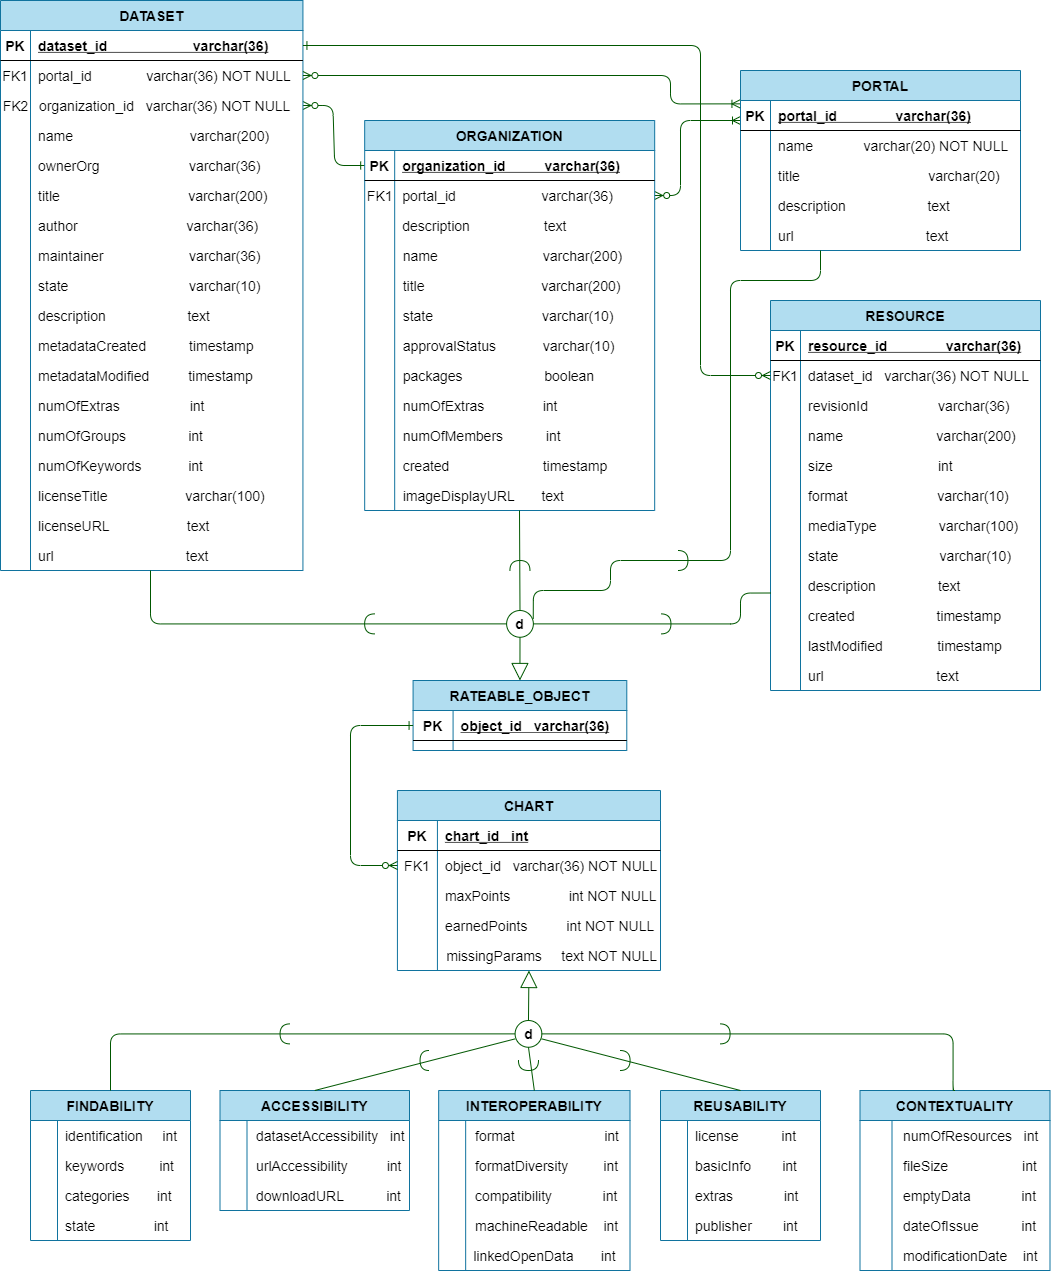 DATASET
PK dataset_id varchar(36)
FK1 portal_id varchar(36) NOT NULL
FK2 organization_id varchar(36) NOT NULL
name varchar(200)
ownerOrg varchar(36)
title varchar(200)
author varchar(36)
maintainer varchar(36)
state varchar(10)
description text
metadataCreated timestamp
metadataModified timestamp
numOfExtras int
numOfGroups int
numOfKeywords int
licenseTitle varchar(100)
licenseURL text
url text
ORGANIZATION
PK organization_id varchar(36)
FK1 portal_id varchar(36)
description text
name varchar(200)
title varchar(200)
state varchar(10)
approvalStatus varchar(10)
packages boolean
numOfExtras int
numOfMembers int
created timestamp
imageDisplayURL text
PORTAL
PK portal_id varchar(36)
name varchar(20) NOT NULL
title varchar(20)
description text
url text
RESOURCE
PK resource_id varchar(36)
FK1 dataset_id varchar(36) NOT NULL
revisionId varchar(36)
name varchar(200)
size int
format varchar(10)
mediaType varchar(100)
state varchar(10)
description text
created timestamp
lastModified timestamp
url text
d
RATEABLE_OBJECT
PK object_id varchar(36)
CHART
PK chart_id int
FK1 object_id varchar(36) NOT NULL
maxPoints int NOT NULL
earnedPoints int NOT NULL
missingParams text NOT NULL
d
FINDABILITY
identification int
keywords int
categories int
state int
ACCESSIBILITY
datasetAccessibility int
urlAccessibility int
downloadURL int
INTEROPERABILITY
format int
formatDiversity int
compatibility int
machineReadable int
linkedOpenData int
REUSABILITY
license int
basicInfo int
extras int
publisher int
CONTEXTUALITY
numOfResources int
fileSize int
emptyData int
dateOfIssue int
modificationDate int